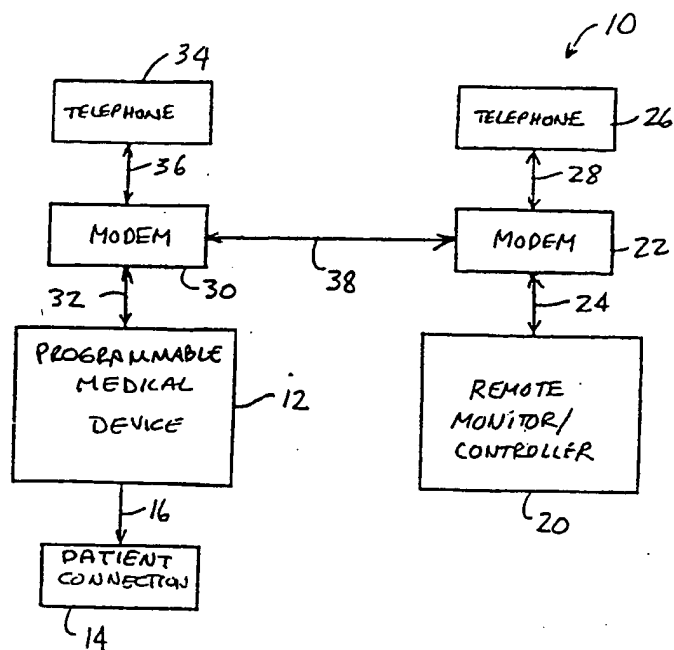 10
34
TELEPHONE
TELEPHONE
26
36
28
MODEM
MODEM
22
30
38
32
24
PROGRAMMABLE
MEDICAL
DEVICE
12
REMOTE
MONITOR/
CONTROLLER
20
16
PATIENT
CONNECTION
14